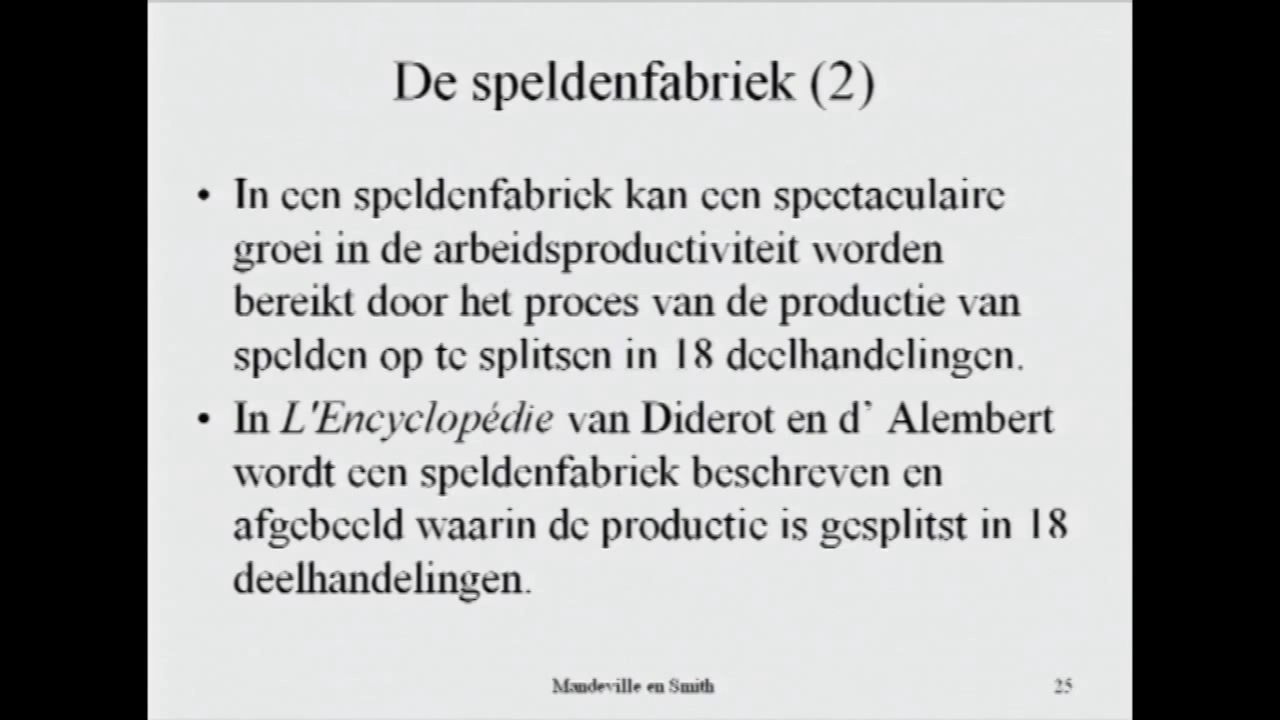 De speldenfabriek (2)
• In een speldenfabriek kan een spectaculaire
groei in de arbeidsproductiviteit worden
bereikt door het proces van de productie van
spelden op te splitsen in 18 deelhandelingen.
• In L'Encyclopédie van Diderot en d’ Alembert
wordt een speldenfabriek beschreven en
afgebeeld waarin de productie is gesplitst in 18
deelhandelingen.
Mandeville en Smith
25